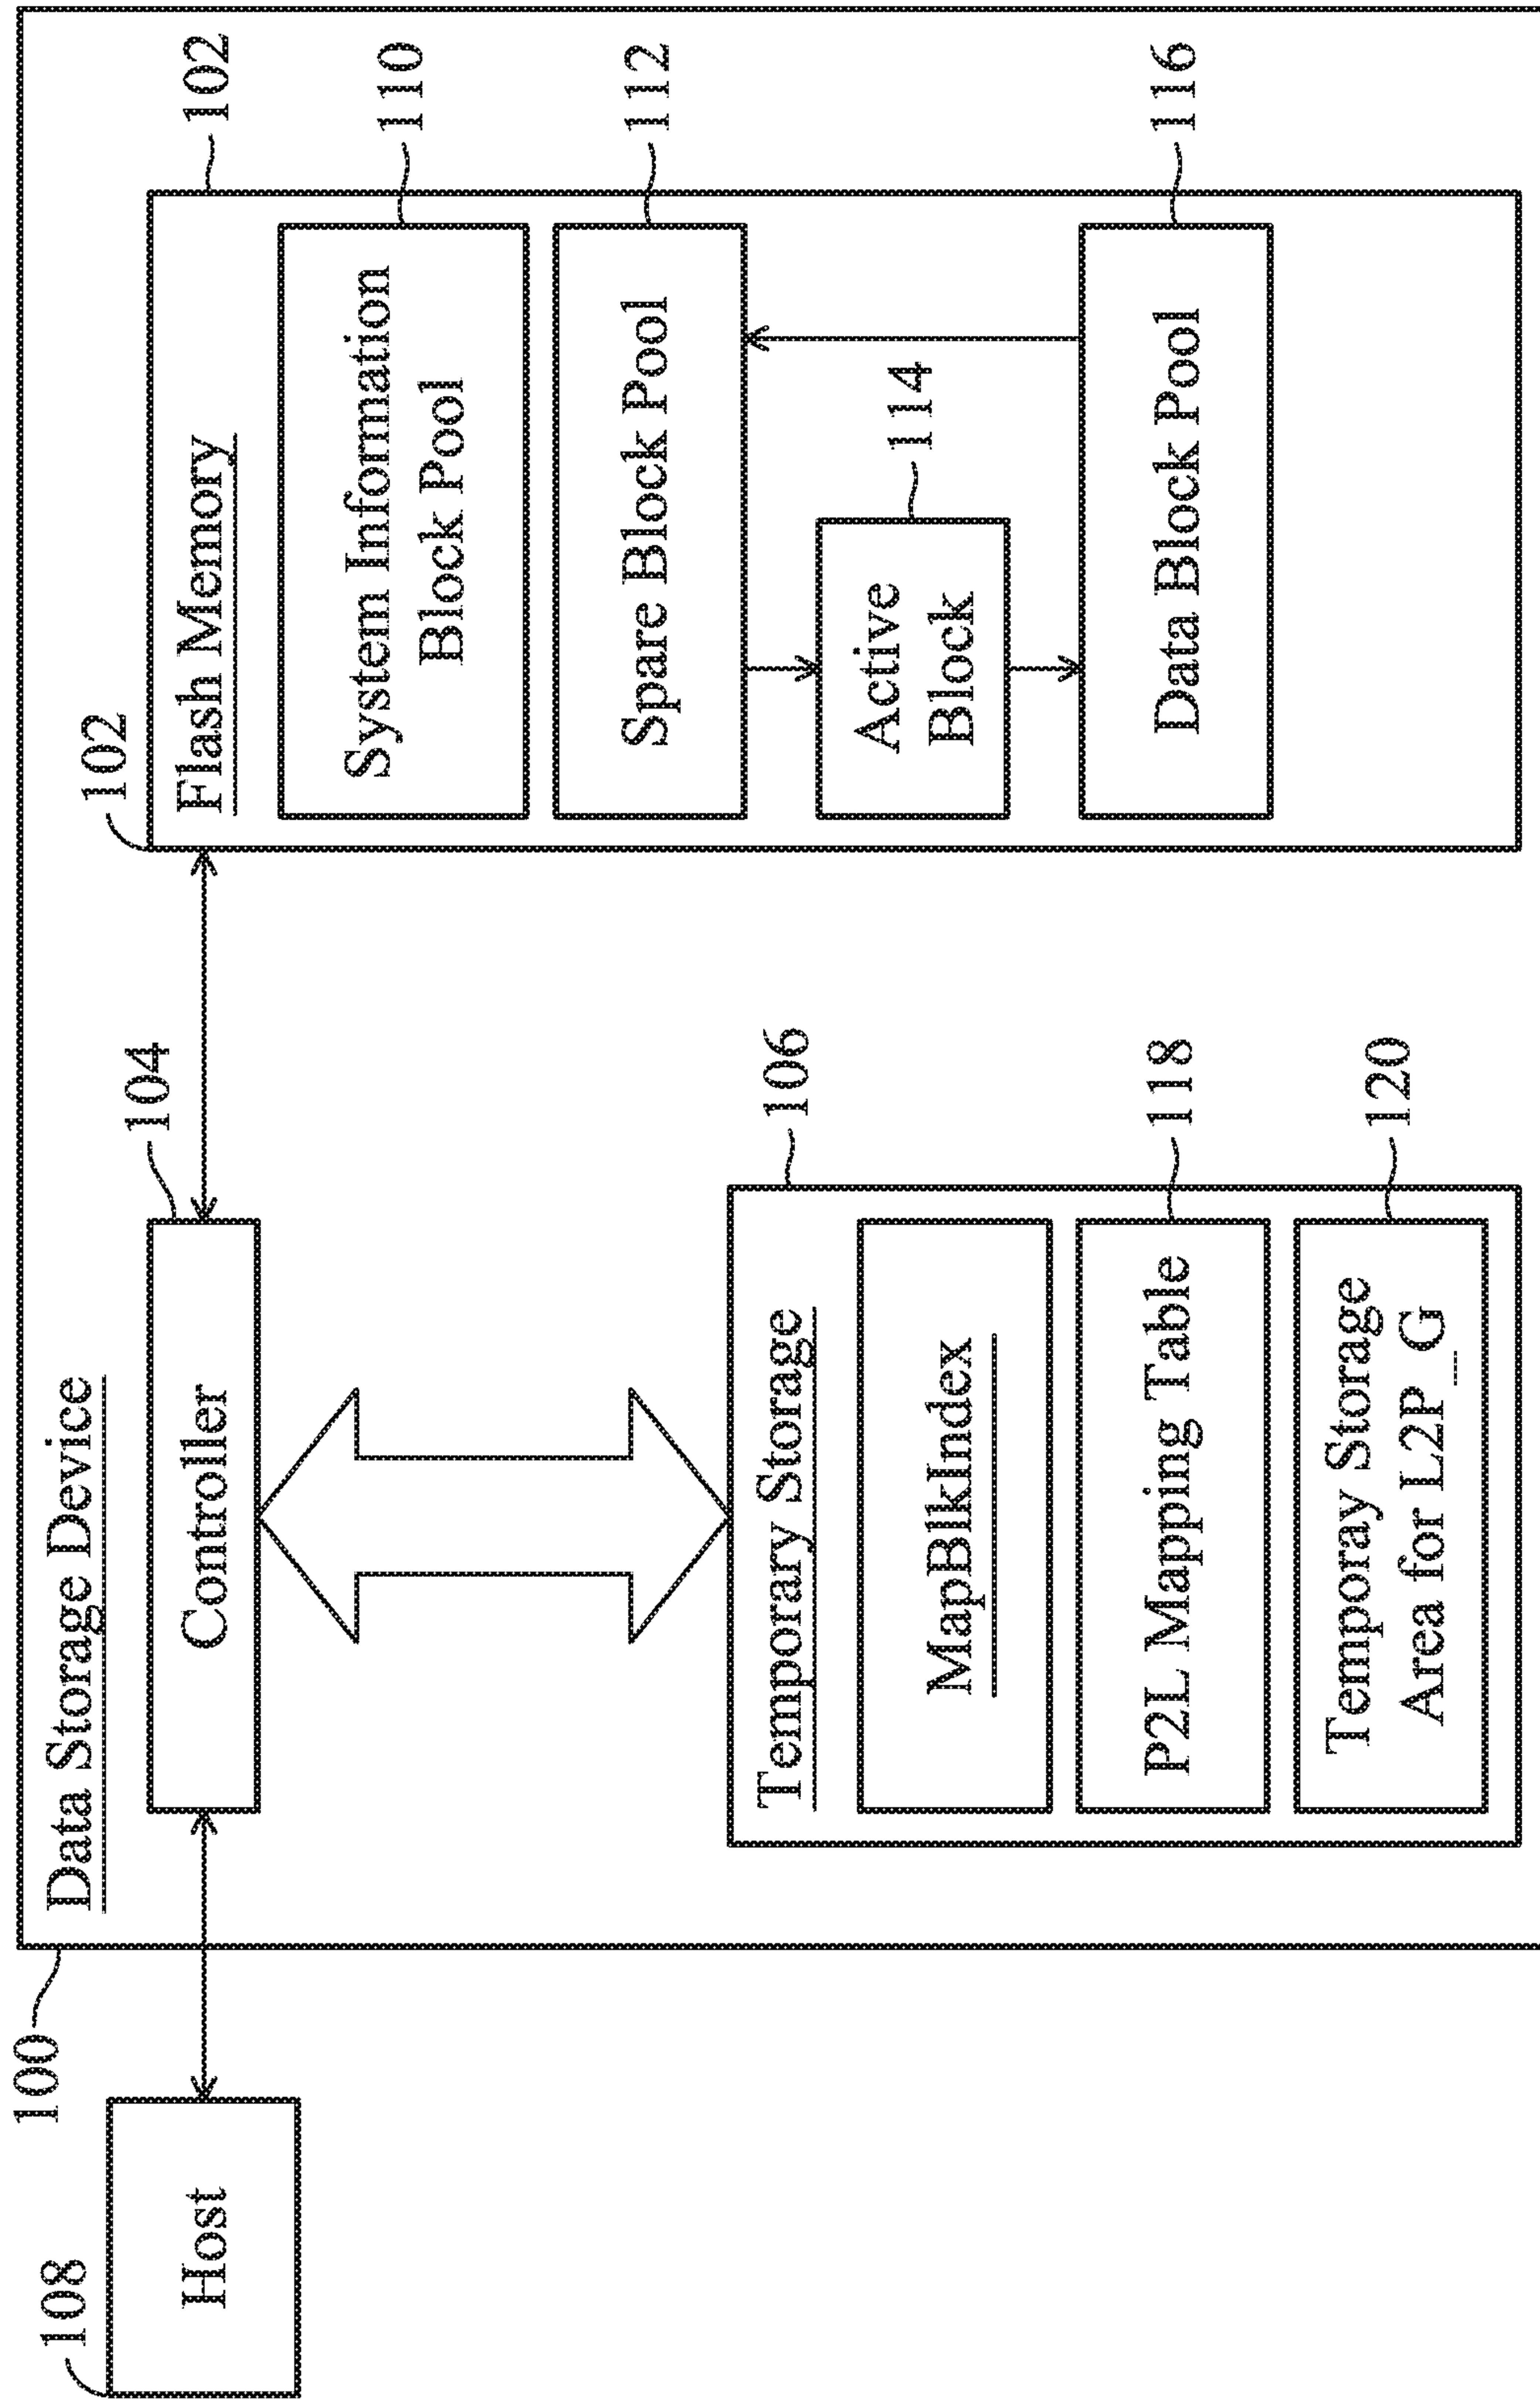 108
Host
100
Data Storage Device
104
Controller
Temporary Storage
106
MapBlkIndex
P2L Mapping Table
118
Temporay Storage
Area for L2P_G
120
102
Flash Memory
102
System Information
Block Pool
110
Spare Block Pool
112
Active
Block
114
Data Block Pool
116